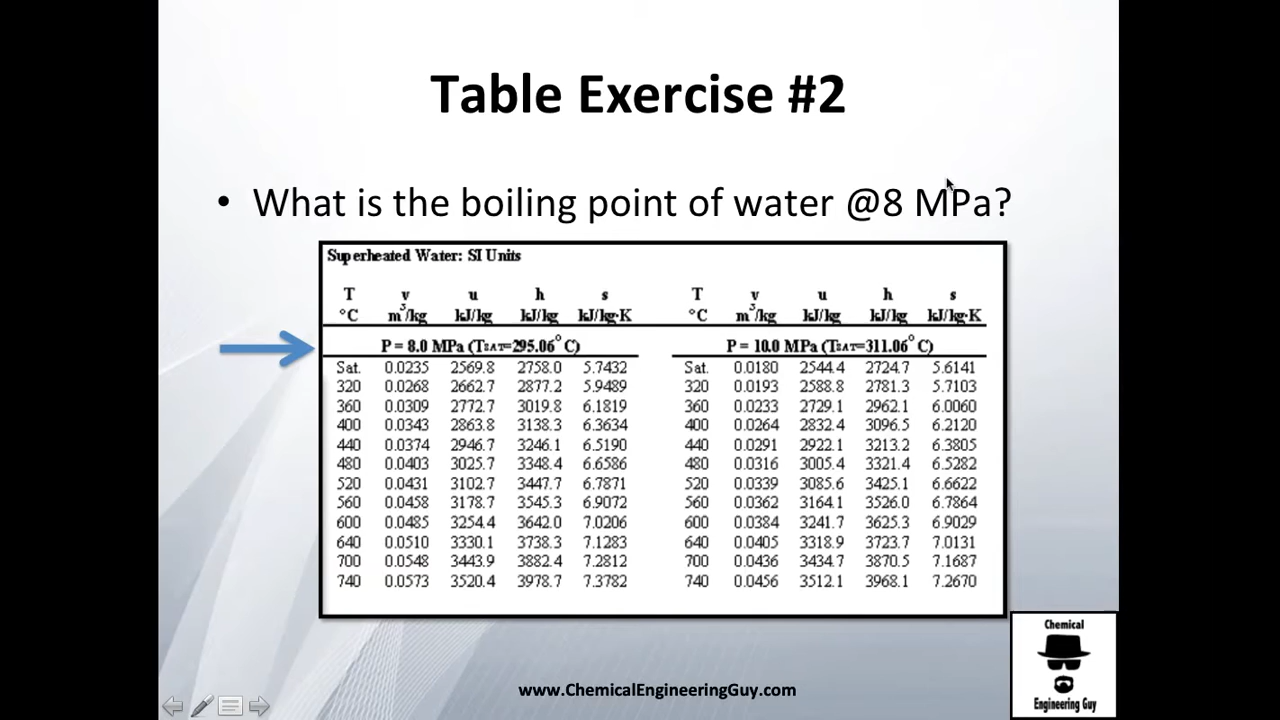 Table Exercise #2
• What is the boiling point of water @8 MPa?
Superheated Water: SI Units
T v u h s T v u h s
°C m³/kg kJ/kg kJ/kg kJ/kg·K °C m³/kg kJ/kg kJ/kg kJ/kg·K
P = 8.0 MPa (TSAT=295.06°C) P = 10.0 MPa (TSAT=311.06°C)
Sat. 0.0235 2569.8 2758.0 5.7432 Sat. 0.0180 2544.4 2724.7 5.6141
320 0.0268 2662.7 2877.2 5.9489 320 0.0193 2588.8 2781.3 5.7103
360 0.0309 2772.7 3019.8 6.1819 360 0.0233 2729.1 2962.1 6.0060
400 0.0343 2863.8 3138.3 6.3634 400 0.0264 2832.4 3096.5 6.2120
440 0.0374 2946.7 3246.1 6.5190 440 0.0291 2922.1 3213.2 6.3805
480 0.0403 3025.7 3348.4 6.6586 480 0.0316 3005.4 3321.4 6.5282
520 0.0431 3102.7 3447.7 6.7871 520 0.0339 3085.6 3425.1 6.6622
560 0.0458 3178.7 3545.3 6.9072 560 0.0362 3164.1 3526.0 6.7864
600 0.0485 3254.4 3642.0 7.0206 600 0.0384 3241.7 3625.3 6.9029
640 0.0510 3330.1 3738.3 7.1283 640 0.0405 3318.9 3723.7 7.0131
700 0.0548 3443.9 3882.4 7.2812 700 0.0436 3434.7 3870.5 7.1687
740 0.0573 3520.4 3978.7 7.3782 740 0.0456 3512.1 3968.1 7.2670
Chemical
Engineering Guy
www.ChemicalEngineeringGuy.com